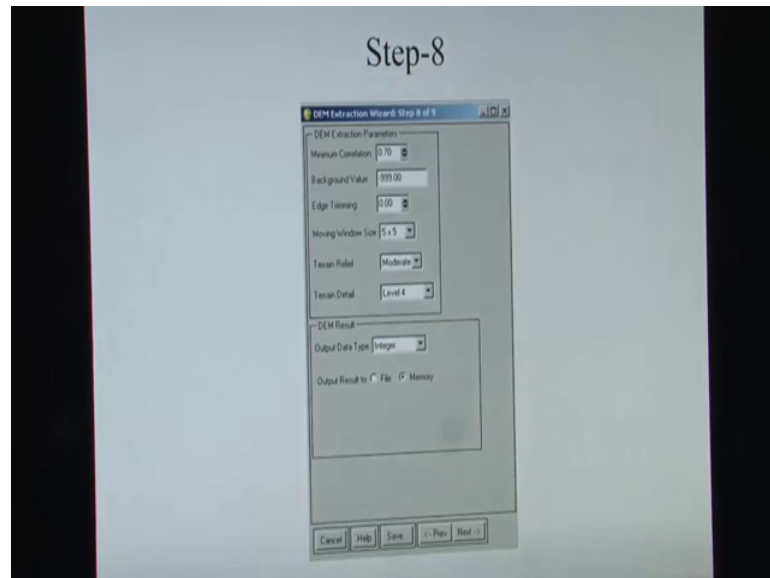 Step-8
DEM Extraction Wizard: Step 8 of 9
DEM Extraction Parameters
Minimum Correlation 0.70
Background Value -999.00
Edge Trimming 0.00
Moving Window Size 5 x 5
Terrain Relief Moderate
Terrain Detail Level 4
DEM Result
Output Data Type Integer
Output Result to File Memory
Cancel Help Save... <- Prev Next ->